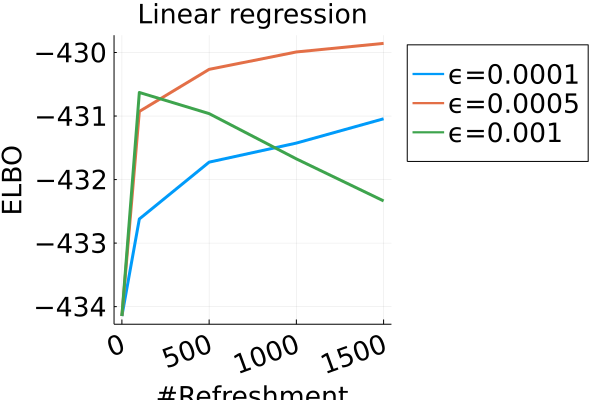 Linear regression
ELBO
−430
−431
−432
−433
−434
0
500
1000
1500
#Refreshment
ϵ=0.0001
ϵ=0.0005
ϵ=0.001